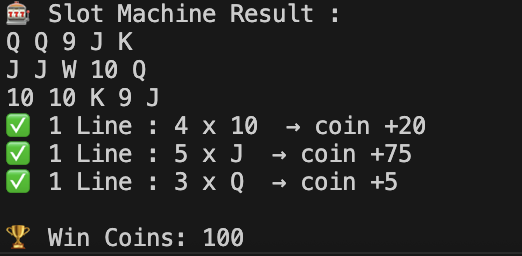 🎰 Slot Machine Result :
Q Q 9 J K
J J W 10 Q
10 10 K 9 J
✅ 1 Line : 4 x 10 → coin +20
✅ 1 Line : 5 x J → coin +75
✅ 1 Line : 3 x Q → coin +5
🏆 Win Coins: 100